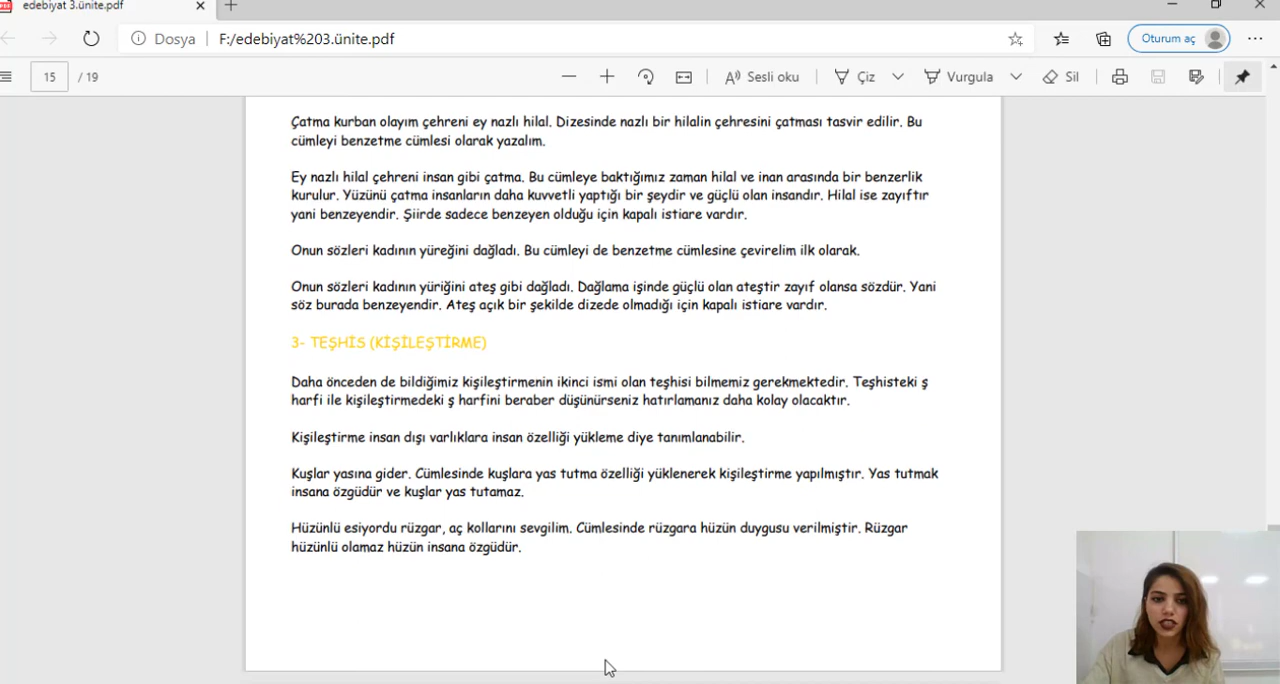 edebiyat 3.ünite.pdf
Dosya F:/edebiyat%203.ünite.pdf Oturum aç
15 / 19 Sesli oku Çiz Vurgula Sil
Çatma kurban olayım çehreni ey nazlı hilal. Dizesinde nazlı bir hilalin çehresini çatması tasvir edilir. Bu
cümleyi benzetme cümlesi olarak yazalım.
Ey nazlı hilal çehreni insan gibi çatma. Bu cümleye baktığımız zaman hilal ve inan arasında bir benzerlik
kurulur. Yüzünü çatma insanların daha kuvvetli yaptığı bir şeydir ve güçlü olan insandır. Hilal ise zayıftır
yani benzeyendir. Şiirde sadece benzeyen olduğu için kapalı istiare vardır.
Onun sözleri kadının yüreğini dağladı. Bu cümleyi de benzetme cümlesine çevirelim ilk olarak.
Onun sözleri kadının yüriğini ateş gibi dağladı. Dağlama işinde güçlü olan ateştir zayıf olansa sözdür. Yani
söz burada benzeyendir. Ateş açık bir şekilde dizede olmadığı için kapalı istiare vardır.
3- TEŞHİS (KİŞİLEŞTİRME)
Daha önceden de bildiğimiz kişileştirmenin ikinci ismi olan teşhisi bilmemiz gerekmektedir. Teşhisteki ş
harfi ile kişileştirmedeki ş harfini beraber düşünürseniz hatırlamanız daha kolay olacaktır.
Kişileştirme insan dışı varlıklara insan özelliği yükleme diye tanımlanabilir.
Kuşlar yasına gider. Cümlesinde kuşlara yas tutma özelliği yüklenerek kişileştirme yapılmıştır. Yas tutmak
insana özgüdür ve kuşlar yas tutamaz.
Hüzünlü esiyordu rüzgar, aç kollarını sevgilim. Cümlesinde rüzgara hüzün duygusu verilmiştir. Rüzgar
hüzünlü olamaz hüzün insana özgüdür.